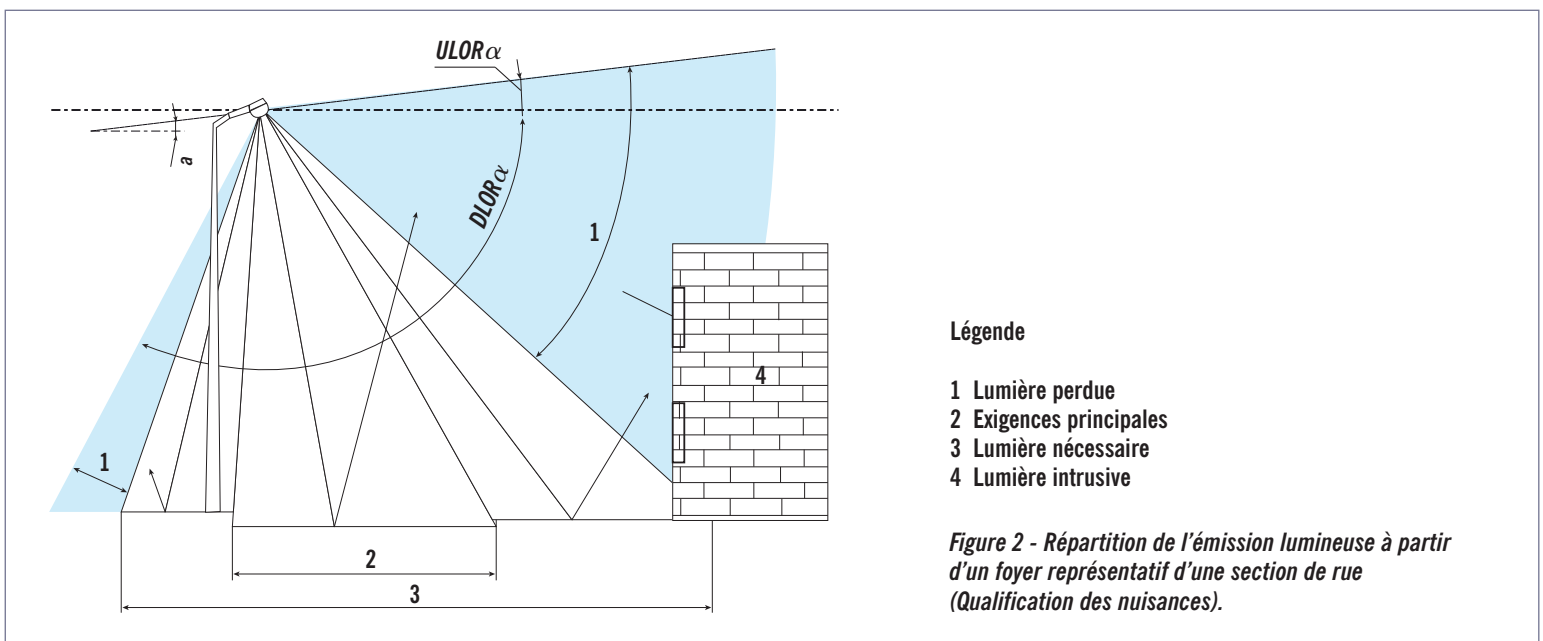 ULORα
a
DLORα
1
1
4
2
3
Légende
1 Lumière perdue
2 Exigences principales
3 Lumière nécessaire
4 Lumière intrusive
Figure 2 - Répartition de l’émission lumineuse à partir
d’un foyer représentatif d’une section de rue
(Qualification des nuisances).